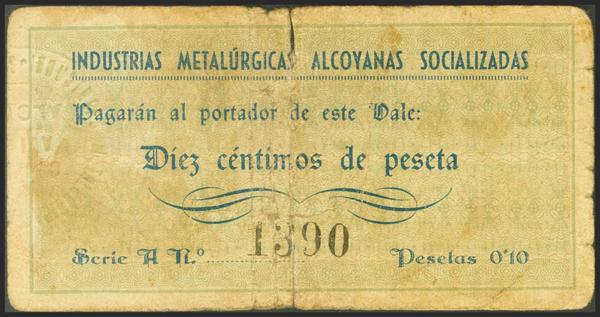 INDUSTRIAS METALÚRGICAS ALCOYANAS SOCIALIZADAS
Pagarán al portador de este Vale:
Diez céntimos de peseta
Serie A N.º 1390 Pesetas 0'10